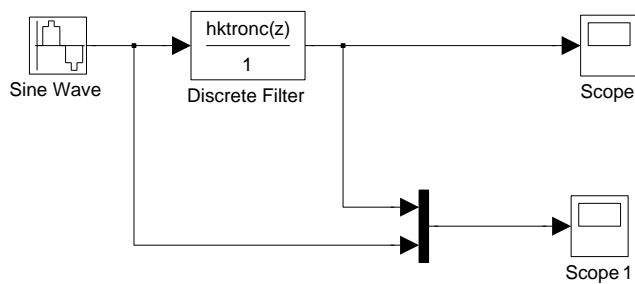 hktronc(z)
1
Sine Wave
Discrete Filter
Scope
Scope 1